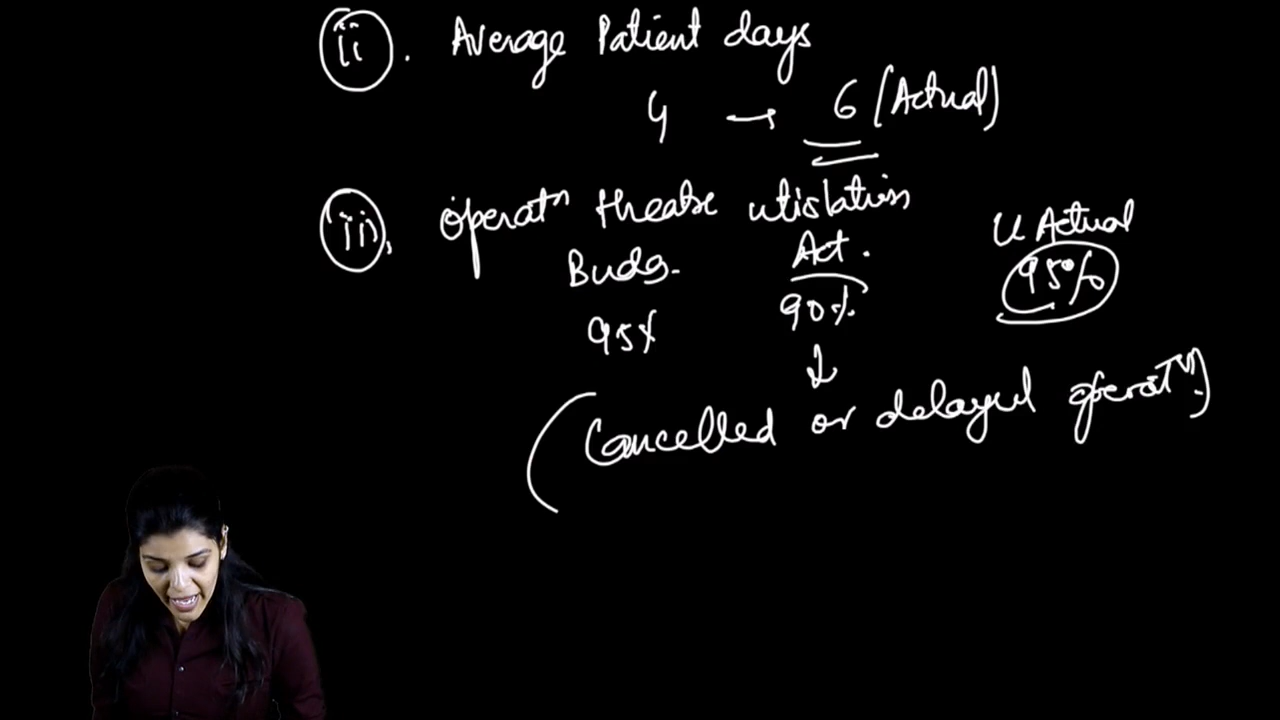 ii. Average Patient days
4 → 6 (Actual)
iii. operatn theatre utislation
Budg. Act. U Actual
95% 90% 95%
↓
(Cancelled or delayed operatn)